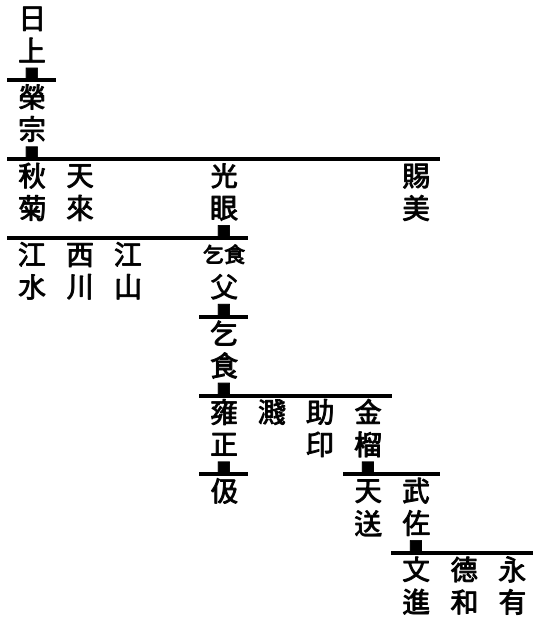 日上
榮宗
秋菊
天來
光眼
賜美
江水
西川
江山
乞食父
乞食
雍正
濺
助印
金榴
伋
天送
武佐
文進
德和
永有